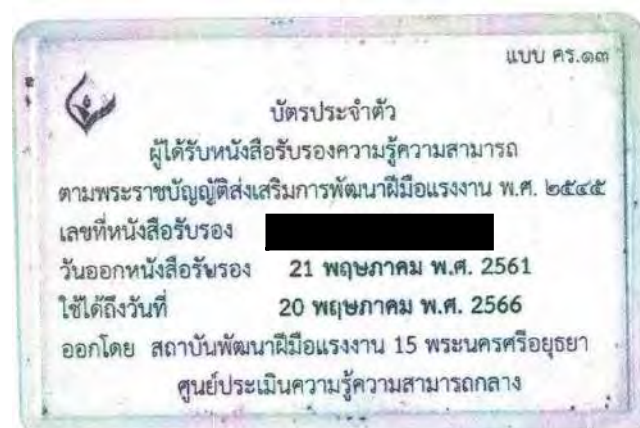 แบบ คร.๑๓
บัตรประจำตัว
ผู้ได้รับหนังสือรับรองความรู้ความสามารถ
ตามพระราชบัญญัติส่งเสริมการพัฒนาฝีมือแรงงาน พ.ศ. ๒๕๔๕
เลขที่หนังสือรับรอง
วันออกหนังสือรับรอง 21 พฤษภาคม พ.ศ. 2561
ใช้ได้ถึงวันที่ 20 พฤษภาคม พ.ศ. 2566
ออกโดย สถาบันพัฒนาฝีมือแรงงาน 15 พระนครศรีอยุธยา
ศูนย์ประเมินความรู้ความสามารถกลาง